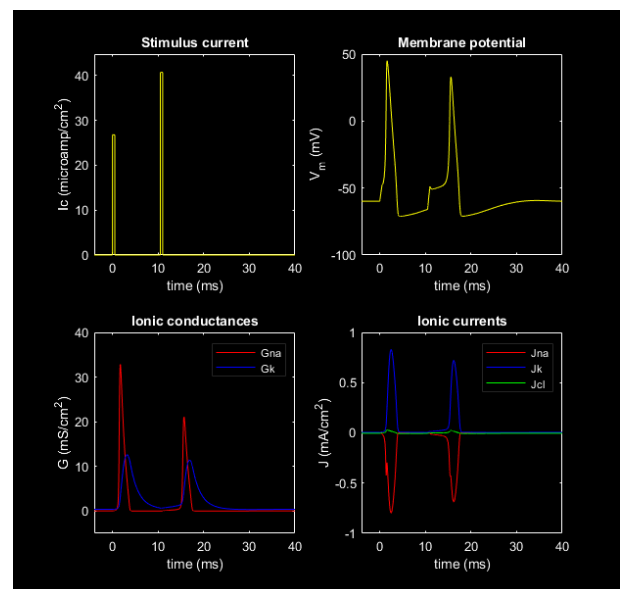 Stimulus current
Ic (microamp/cm²)
40
30
20
10
0
0 10 20 30 40
time (ms)
Membrane potential
Vm (mV)
50
0
-50
-100
0 10 20 30 40
time (ms)
Ionic conductances
G (mS/cm²)
40
30
20
10
0
Gna
Gk
0 10 20 30 40
time (ms)
Ionic currents
J (mA/cm²)
1
0.5
0
-0.5
-1
Jna
Jk
Jcl
0 10 20 30 40
time (ms)